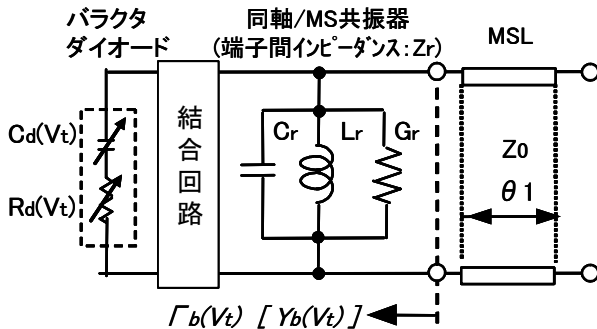 バラクタ
ダイオード
同軸/MS共振器
(端子間インピーダンス:Zr)
MSL
結合回路
Cd(Vt)
Rd(Vt)
Cr
Lr
Gr
Z0
θ1
Γb(Vt) [Yb(Vt)]